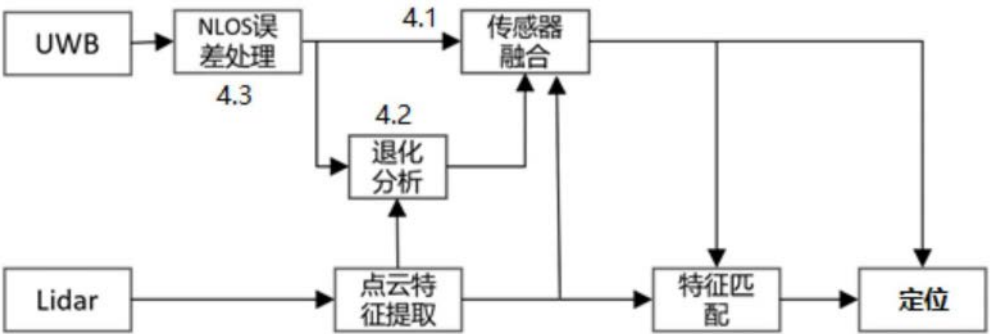 UWB
NLOS误
差处理
4.3
4.1
传感器
融合
4.2
退化
分析
Lidar
点云特
征提取
特征匹
配
定位